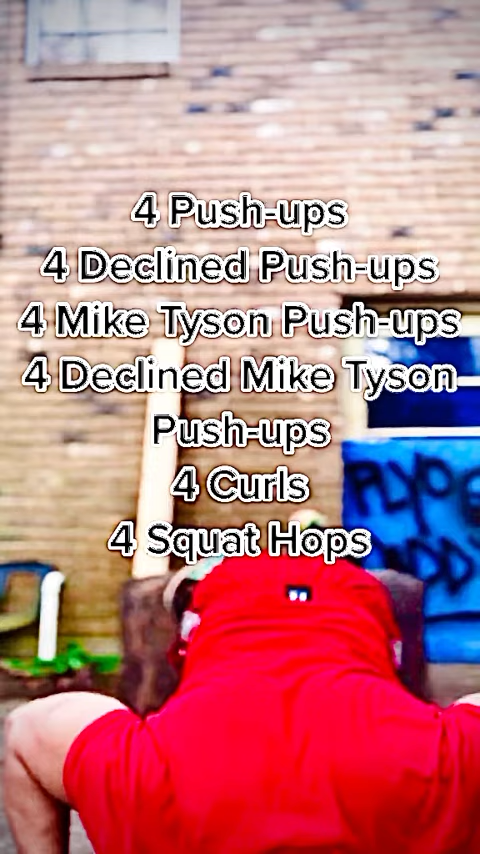 4 Push-ups
4 Declined Push-ups
4 Mike Tyson Push-ups
4 Declined Mike Tyson
Push-ups
4 Curls
4 Squat Hops
PLYO